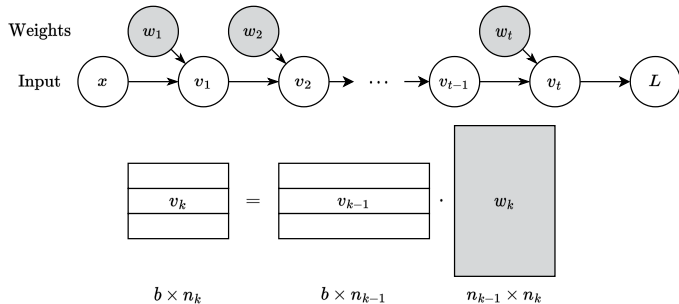 Weights w₁ w₂ wₜ
Input x v₁ v₂ ⋯ vₜ₋₁ vₜ L
vₖ = vₖ₋₁ · wₖ
b × nₖ b × nₖ₋₁ nₖ₋₁ × nₖ